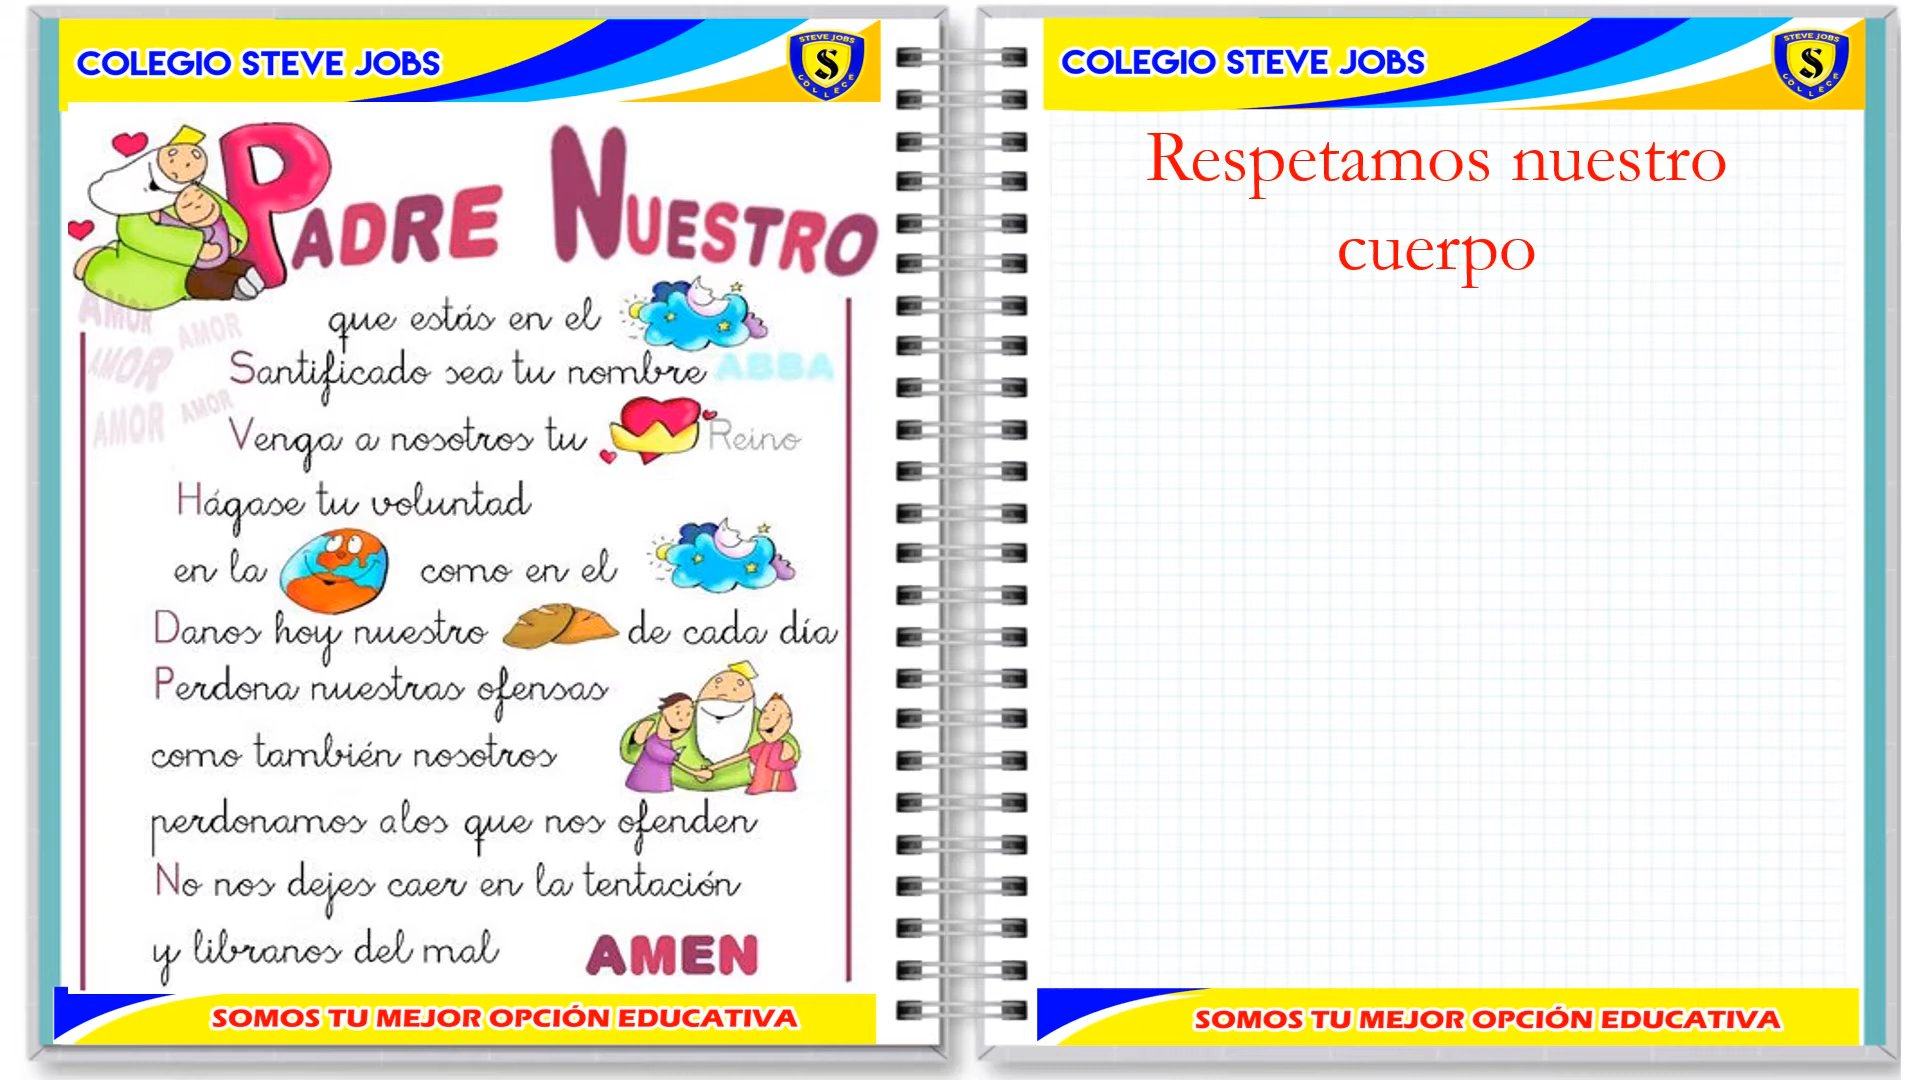 COLEGIO STEVE JOBS
STEVE JOBS
S
COLLEGE
PADRE NUESTRO
que estás en el
AMOR
AMOR
AMOR
AMOR
AMOR
Santificado sea tu nombre ABBA
Venga a nosotros tu Reino
Hágase tu voluntad
en la como en el
Danos hoy nuestro de cada día
Perdona nuestras ofensas
como también nosotros
perdonamos alos que nos ofenden
No nos dejes caer en la tentación
y libranos del mal AMEN
SOMOS TU MEJOR OPCIÓN EDUCATIVA
COLEGIO STEVE JOBS
STEVE JOBS
S
COLLEGE
Respetamos nuestro
cuerpo
SOMOS TU MEJOR OPCIÓN EDUCATIVA